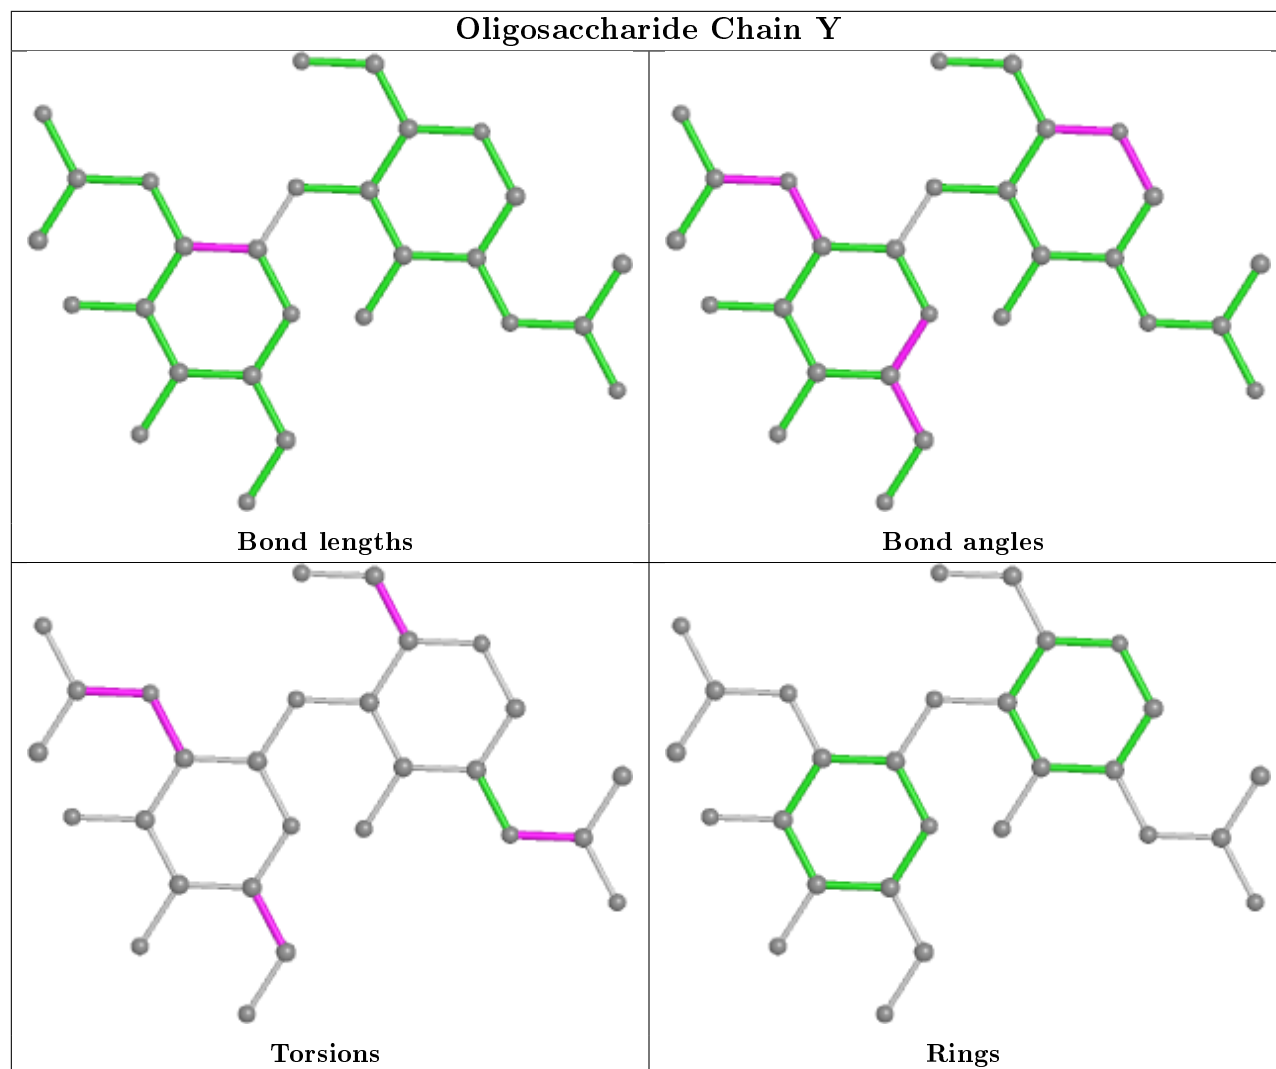 Oligosaccharide Chain Y
Bond lengths
Bond angles
Torsions
Rings